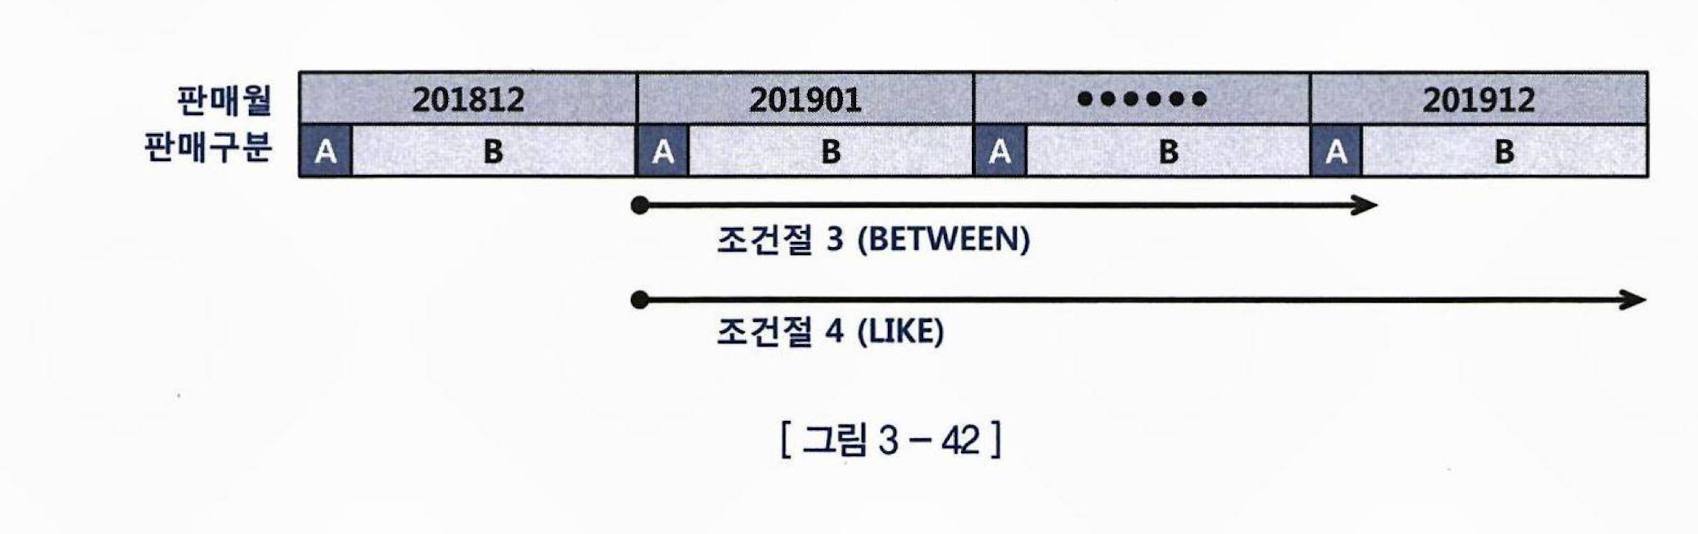 판매월 201812 201901 ●●●●●● 201912
판매구분 A B A B A B A B
조건절 3 (BETWEEN)
조건절 4 (LIKE)
[ 그림 3 – 42 ]